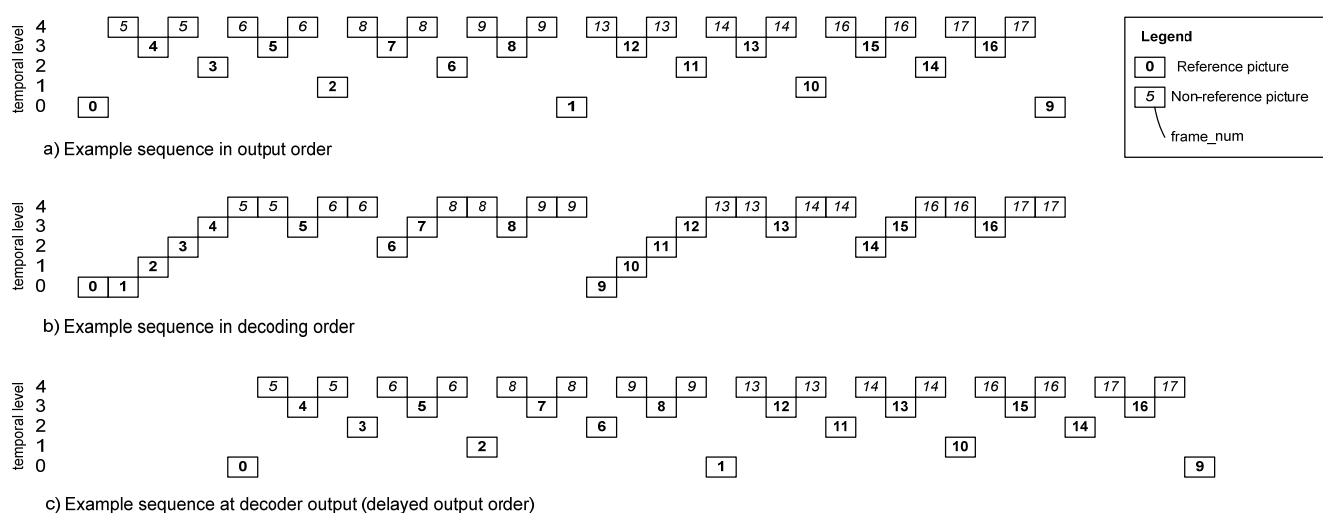 4 5 5 6 6 8 8 9 9 13 13 14 14 16 16 17 17
3 4 5 7 8 12 13 15 16
2 3 6 11 14
1 2 10
0 0 1 9
temporal level
a) Example sequence in output order
Legend
0 Reference picture
5 Non-reference picture
frame_num
4 5 5 6 6 8 8 9 9 13 13 14 14 16 16 17 17
3 4 5 7 8 12 13 15 16
2 3 6 11 14
1 2 10
0 0 1 9
temporal level
b) Example sequence in decoding order
4 5 5 6 6 8 8 9 9 13 13 14 14 16 16 17 17
3 4 5 7 8 12 13 15 16
2 3 6 11 14
1 2 10
0 0 1 9
temporal level
c) Example sequence at decoder output (delayed output order)